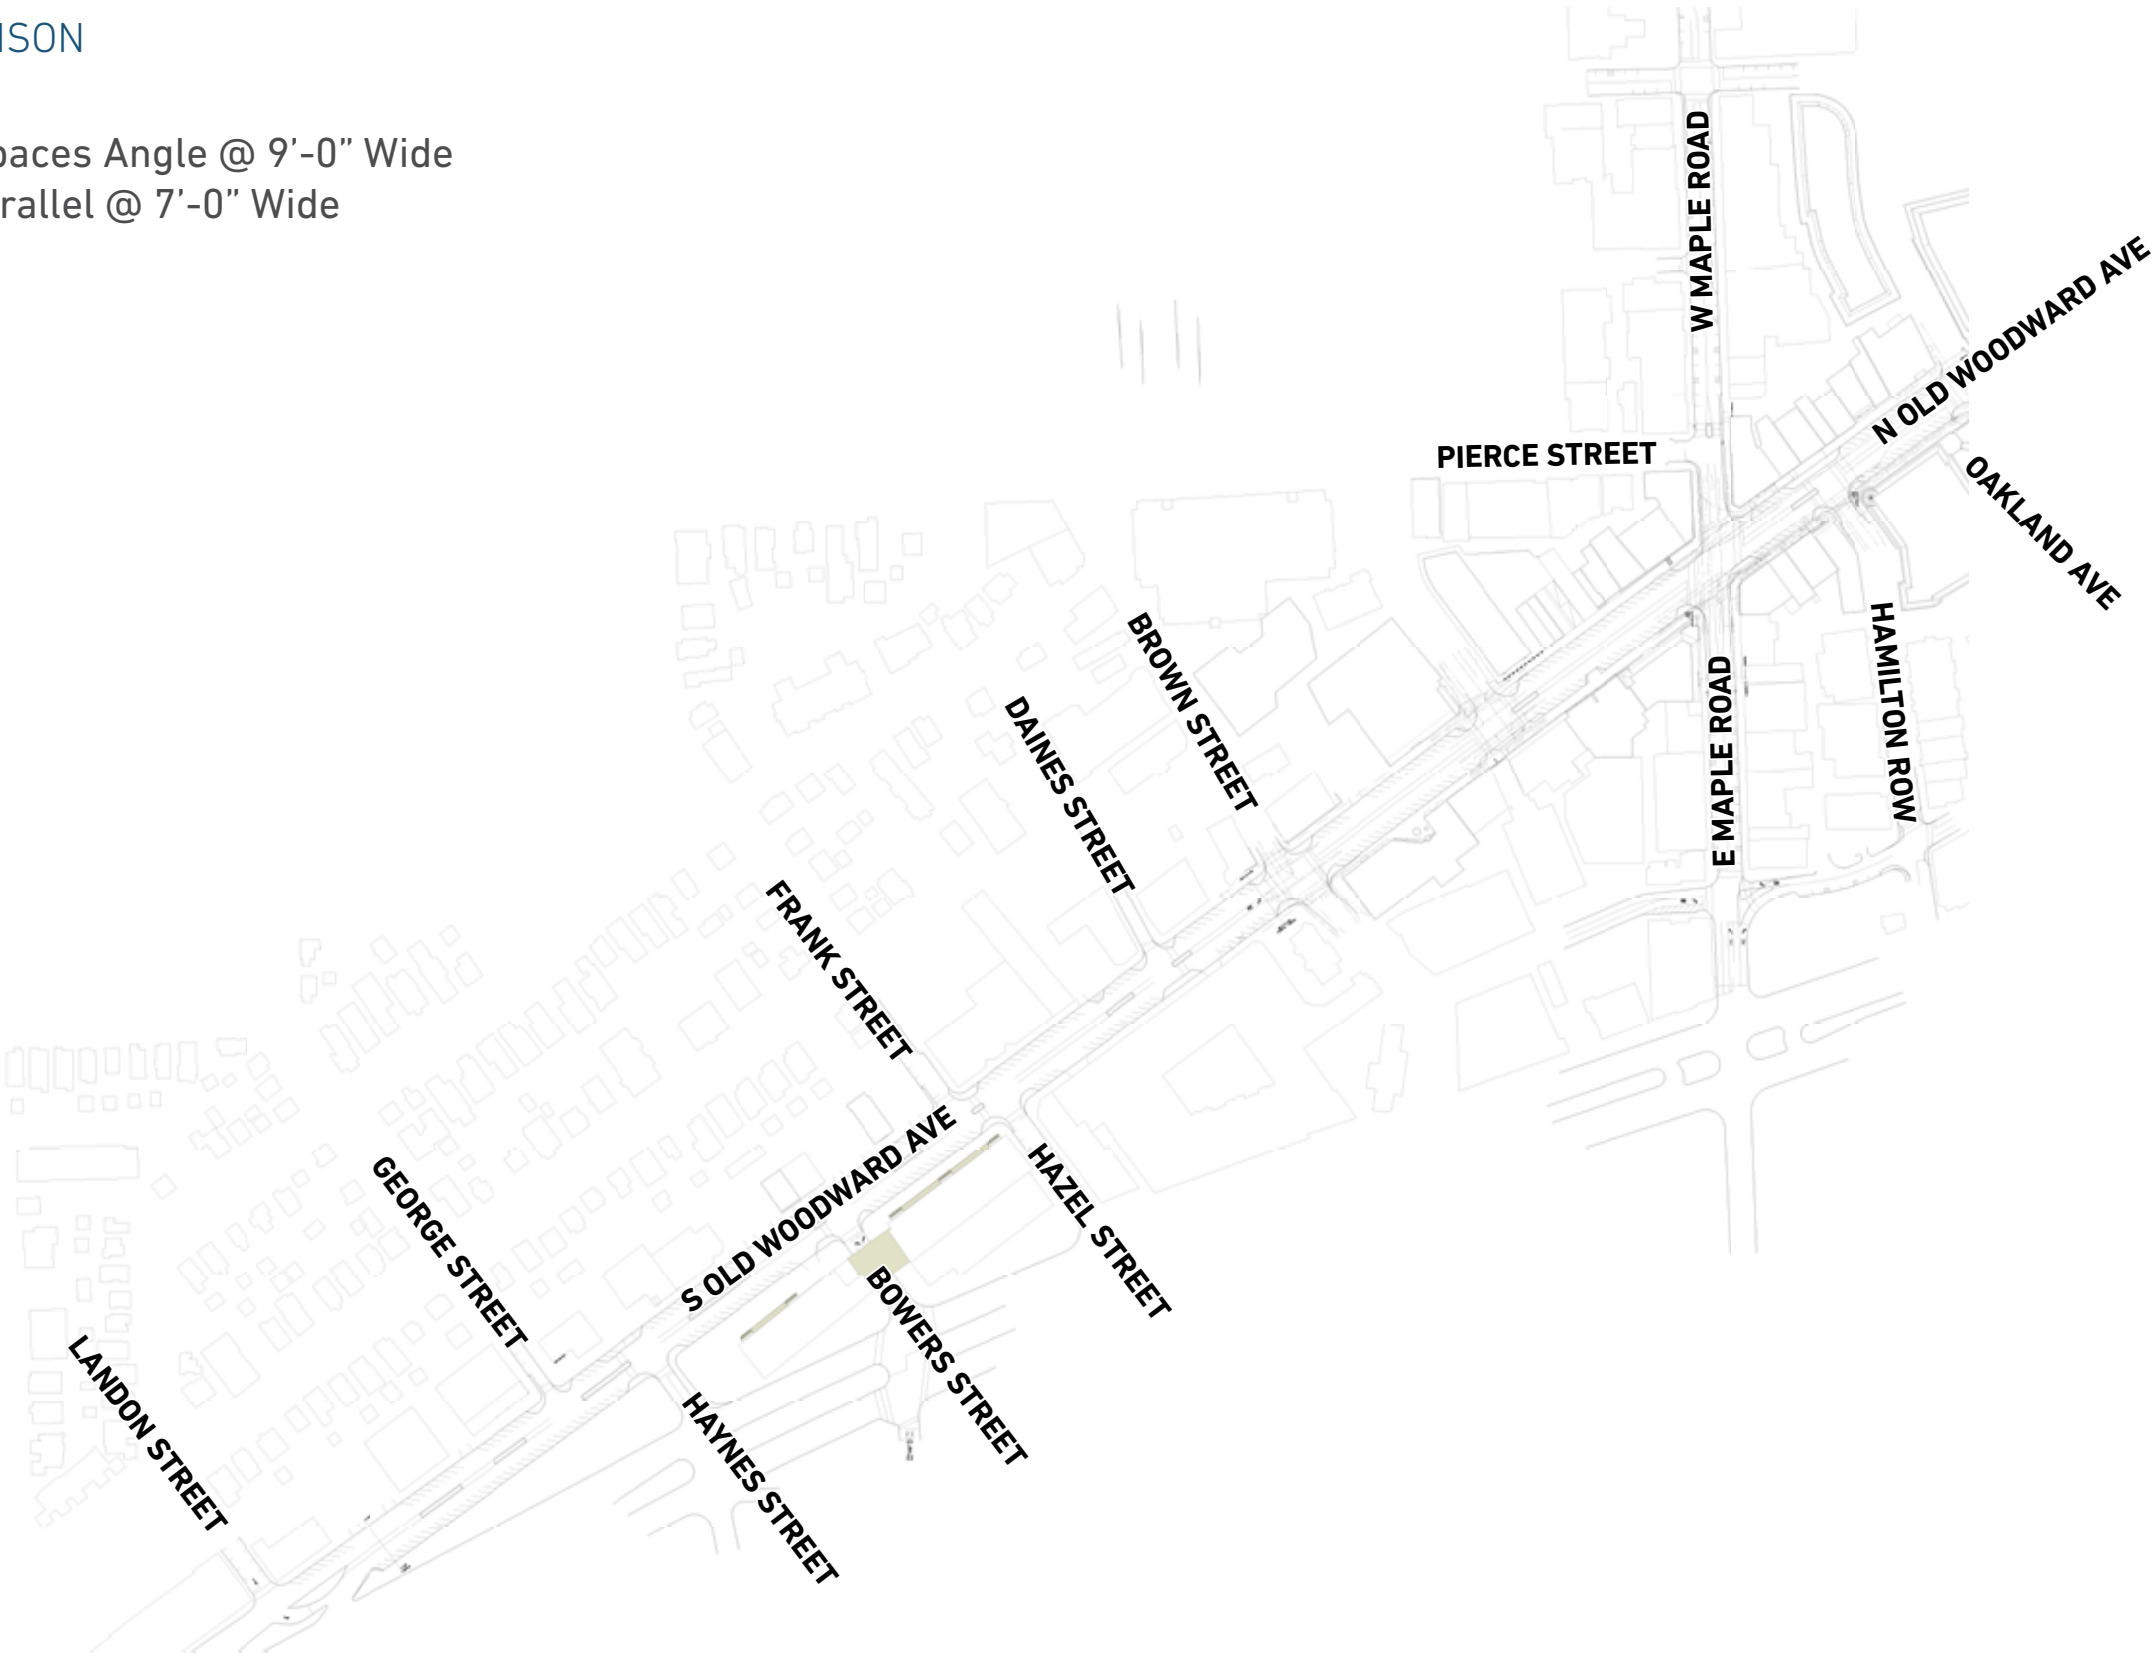 ISON
paces Angle @ 9’-0” Wide
rallel @ 7’-0” Wide
W MAPLE ROAD
N OLD WOODWARD AVE
PIERCE STREET
OAKLAND AVE
HAMILTON ROW
E MAPLE ROAD
BROWN STREET
DAINES STREET
FRANK STREET
S OLD WOODWARD AVE
HAZEL STREET
GEORGE STREET
BOWERS STREET
LANDON STREET
HAYNES STREET